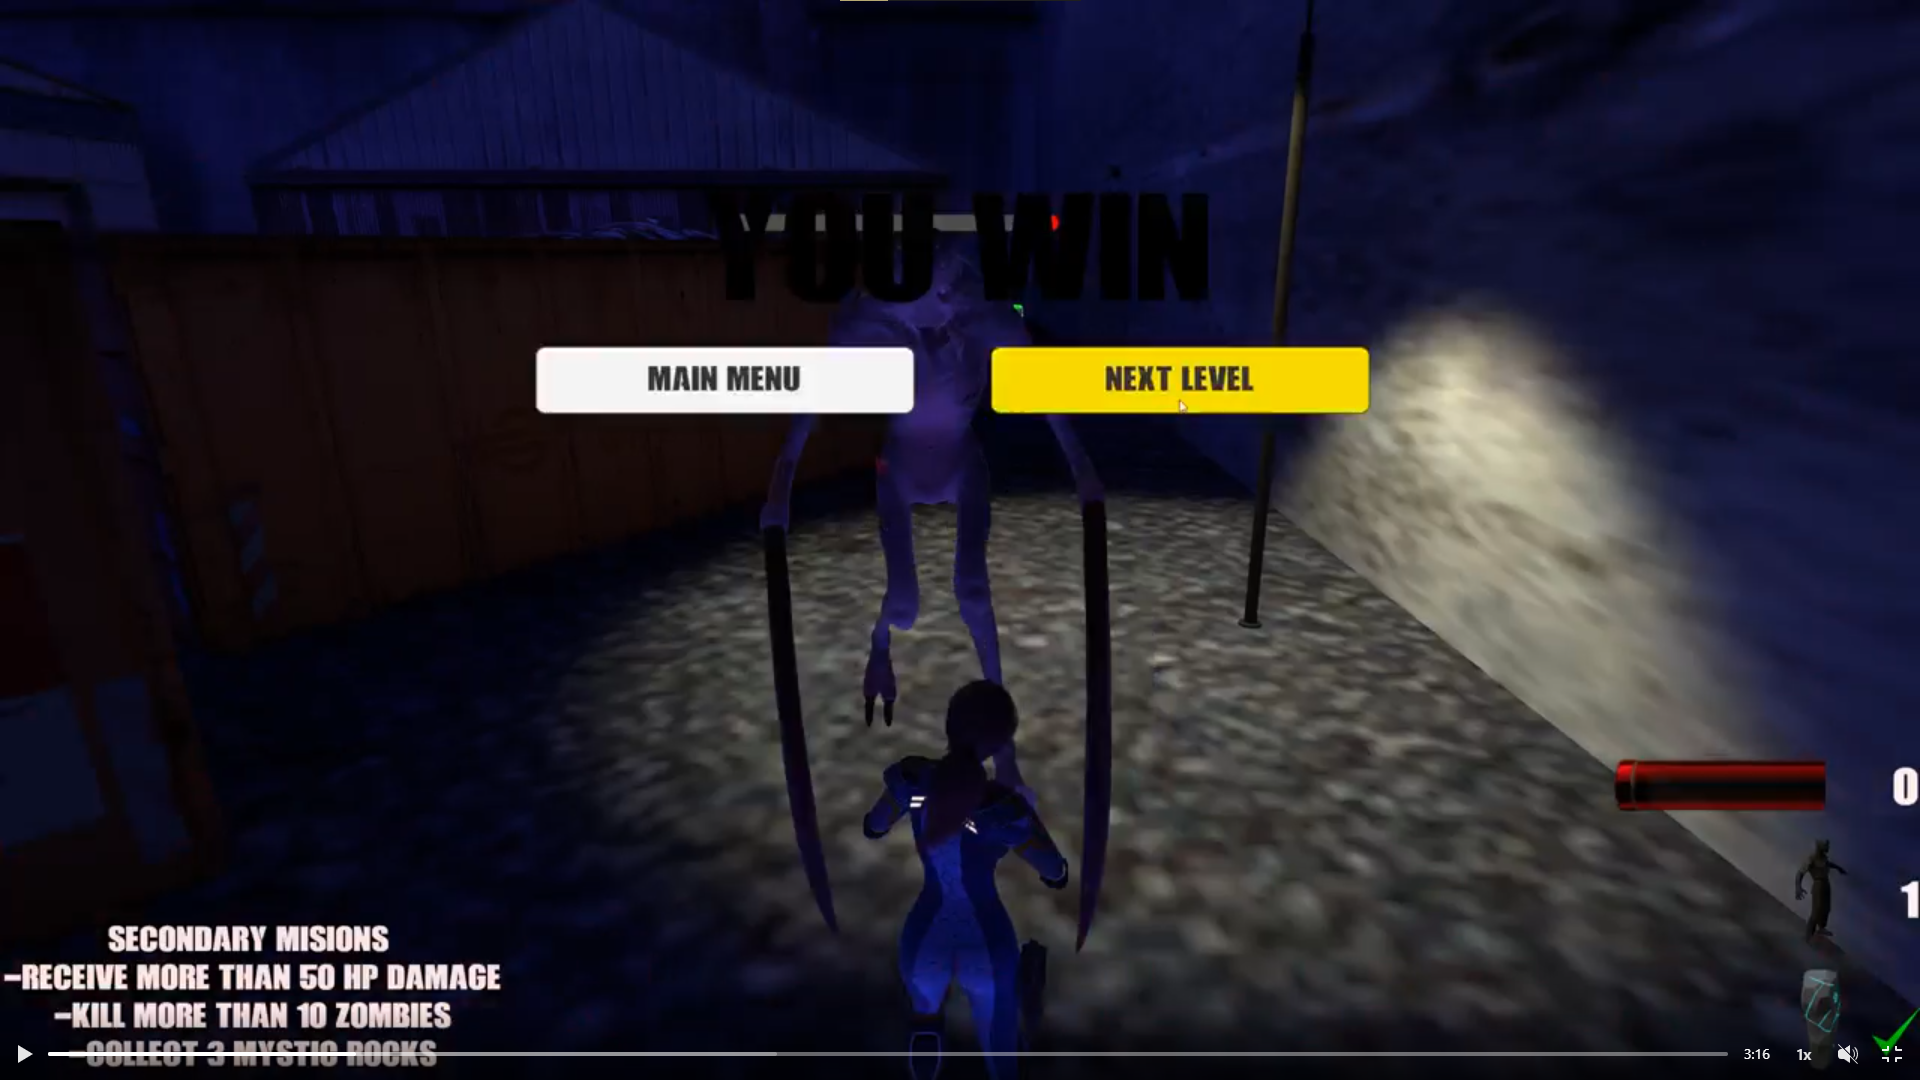 YOU WIN
MAIN MENU
NEXT LEVEL
0
1
SECONDARY MISIONS
-RECEIVE MORE THAN 50 HP DAMAGE
-KILL MORE THAN 10 ZOMBIES
-COLLECT 3 MYSTIC ROCKS
3:16
1x